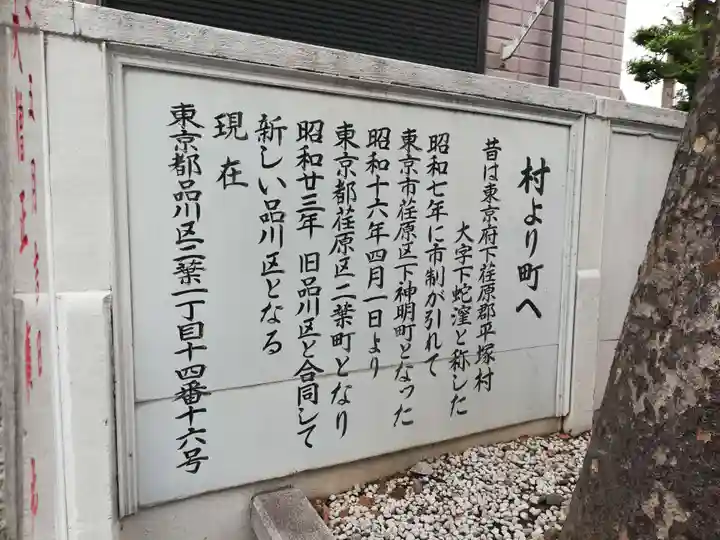 村より町へ
昔は東京府下荏原郡平塚村
大字下蛇窪と称した
昭和七年に市制が引れて
東京市荏原区下神明町となった
昭和十六年四月一日より
東京都荏原区二葉町となり
昭和廿三年 旧品川区と合同して
新しい品川区となる
現在
東京都品川区二葉一丁目十四番十六号
大僧正